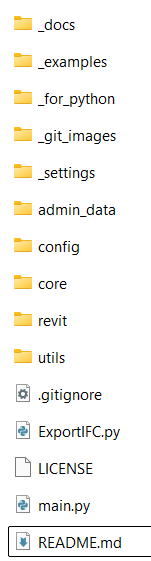 _docs
_examples
_for_python
_git_images
_settings
admin_data
config
core
revit
utils
.gitignore
ExportIFC.py
LICENSE
main.py
README.md